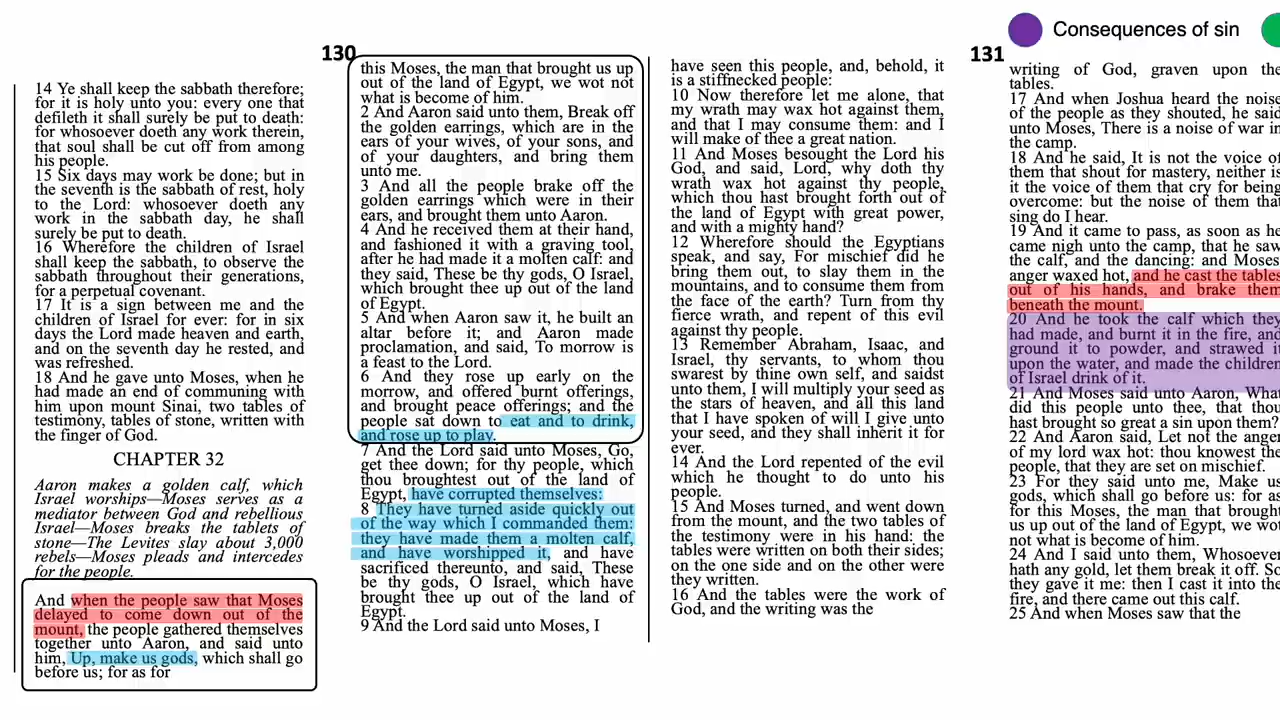 14 Ye shall keep the sabbath therefore;
for it is holy unto you: every one that
defileth it shall surely be put to death:
for whosoever doeth any work therein,
that soul shall be cut off from among
his people.
15 Six days may work be done; but in
the seventh is the sabbath of rest, holy
to the Lord: whosoever doeth any
work in the sabbath day, he shall
surely be put to death.
16 Wherefore the children of Israel
shall keep the sabbath, to observe the
sabbath throughout their generations,
for a perpetual covenant.
17 It is a sign between me and the
children of Israel for ever: for in six
days the Lord made heaven and earth,
and on the seventh day he rested, and
was refreshed.
18 And he gave unto Moses, when he
had made an end of communing with
him upon mount Sinai, two tables of
testimony, tables of stone, written with
the finger of God.
CHAPTER 32
Aaron makes a golden calf, which
Israel worships—Moses serves as a
mediator between God and rebellious
Israel—Moses breaks the tablets of
stone—The Levites slay about 3,000
rebels—Moses pleads and intercedes
for the people.
And when the people saw that Moses
delayed to come down out of the
mount, the people gathered themselves
together unto Aaron, and said unto
him, Up, make us gods, which shall go
before us; for as for
130
this Moses, the man that brought us up
out of the land of Egypt, we wot not
what is become of him.
2 And Aaron said unto them, Break off
the golden earrings, which are in the
ears of your wives, of your sons, and
of your daughters, and bring them
unto me.
3 And all the people brake off the
golden earrings which were in their
ears, and brought them unto Aaron.
4 And he received them at their hand,
and fashioned it with a graving tool,
after he had made it a molten calf: and
they said, These be thy gods, O Israel,
which brought thee up out of the land
of Egypt.
5 And when Aaron saw it, he built an
altar before it; and Aaron made
proclamation, and said, To morrow is
a feast to the Lord.
6 And they rose up early on the
morrow, and offered burnt offerings,
and brought peace offerings; and the
people sat down to eat and to drink,
and rose up to play.
7 And the Lord said unto Moses, Go,
get thee down; for thy people, which
thou broughtest out of the land of
Egypt, have corrupted themselves:
8 They have turned aside quickly out
of the way which I commanded them:
they have made them a molten calf,
and have worshipped it, and have
sacrificed thereunto, and said, These
be thy gods, O Israel, which have
brought thee up out of the land of
Egypt.
9 And the Lord said unto Moses, I
have seen this people, and, behold, it
is a stiffnecked people:
10 Now therefore let me alone, that
my wrath may wax hot against them,
and that I may consume them: and I
will make of thee a great nation.
11 And Moses besought the Lord his
God, and said, Lord, why doth thy
wrath wax hot against thy people,
which thou hast brought forth out of
the land of Egypt with great power,
and with a mighty hand?
12 Wherefore should the Egyptians
speak, and say, For mischief did he
bring them out, to slay them in the
mountains, and to consume them from
the face of the earth? Turn from thy
fierce wrath, and repent of this evil
against thy people.
13 Remember Abraham, Isaac, and
Israel, thy servants, to whom thou
swarest by thine own self, and saidst
unto them, I will multiply your seed as
the stars of heaven, and all this land
that I have spoken of will I give unto
your seed, and they shall inherit it for
ever.
14 And the Lord repented of the evil
which he thought to do unto his
people.
15 And Moses turned, and went down
from the mount, and the two tables of
the testimony were in his hand: the
tables were written on both their sides;
on the one side and on the other were
they written.
16 And the tables were the work of
God, and the writing was the
Consequences of sin
131
writing of God, graven upon the
tables.
17 And when Joshua heard the noise
of the people as they shouted, he said
unto Moses, There is a noise of war in
the camp.
18 And he said, It is not the voice of
them that shout for mastery, neither is
it the voice of them that cry for being
overcome: but the noise of them that
sing do I hear.
19 And it came to pass, as soon as he
came nigh unto the camp, that he saw
the calf, and the dancing: and Moses
anger waxed hot, and he cast the tables
out of his hands, and brake them
beneath the mount.
20 And he took the calf which they
had made, and burnt it in the fire, and
ground it to powder, and strawed it
upon the water, and made the children
of Israel drink of it.
21 And Moses said unto Aaron, What
did this people unto thee, that thou
hast brought so great a sin upon them?
22 And Aaron said, Let not the anger
of my lord wax hot: thou knowest the
people, that they are set on mischief.
23 For they said unto me, Make us
gods, which shall go before us: for as
for this Moses, the man that brought
us up out of the land of Egypt, we wot
not what is become of him.
24 And I said unto them, Whosoever
hath any gold, let them break it off. So
they gave it me: then I cast it into the
fire, and there came out this calf.
25 And when Moses saw that the